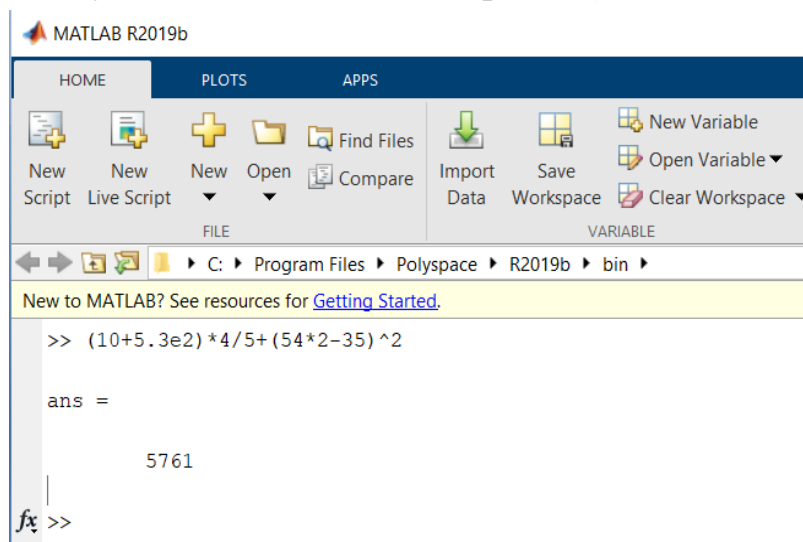 MATLAB R2019b
HOME PLOTS APPS
New Script
New Live Script
New
Open
Find Files
Compare
Import Data
Save Workspace
New Variable
Open Variable
Clear Workspace
FILE VARIABLE
C: Program Files Polyspace R2019b bin
New to MATLAB? See resources for Getting Started.
>> (10+5.3e2)*4/5+(54*2-35)^2
ans =
5761
fx >>